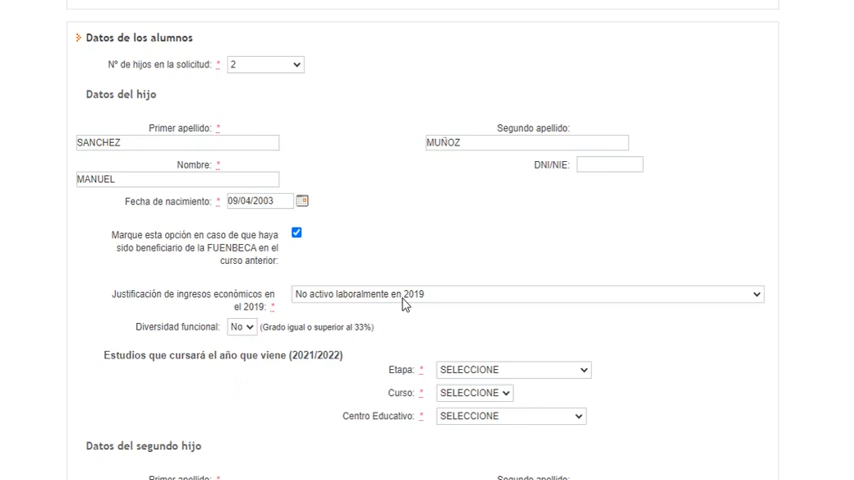 Datos de los alumnos
Nº de hijos en la solicitud: * 2
Datos del hijo
Primer apellido: * Segundo apellido:
SANCHEZ MUÑOZ
Nombre: * DNI/NIE:
MANUEL
Fecha de nacimiento: * 09/04/2003
Marque esta opción en caso de que haya
sido beneficiario de la FUENBECA en el
curso anterior:
Justificación de ingresos económicos en No activo laboralmente en 2019
el 2019: *
Diversidad funcional: No (Grado igual o superior al 33%)
Estudios que cursará el año que viene (2021/2022)
Etapa: * SELECCIONE
Curso: * SELECCIONE
Centro Educativo: * SELECCIONE
Datos del segundo hijo
Primer apellido: * Segundo apellido: